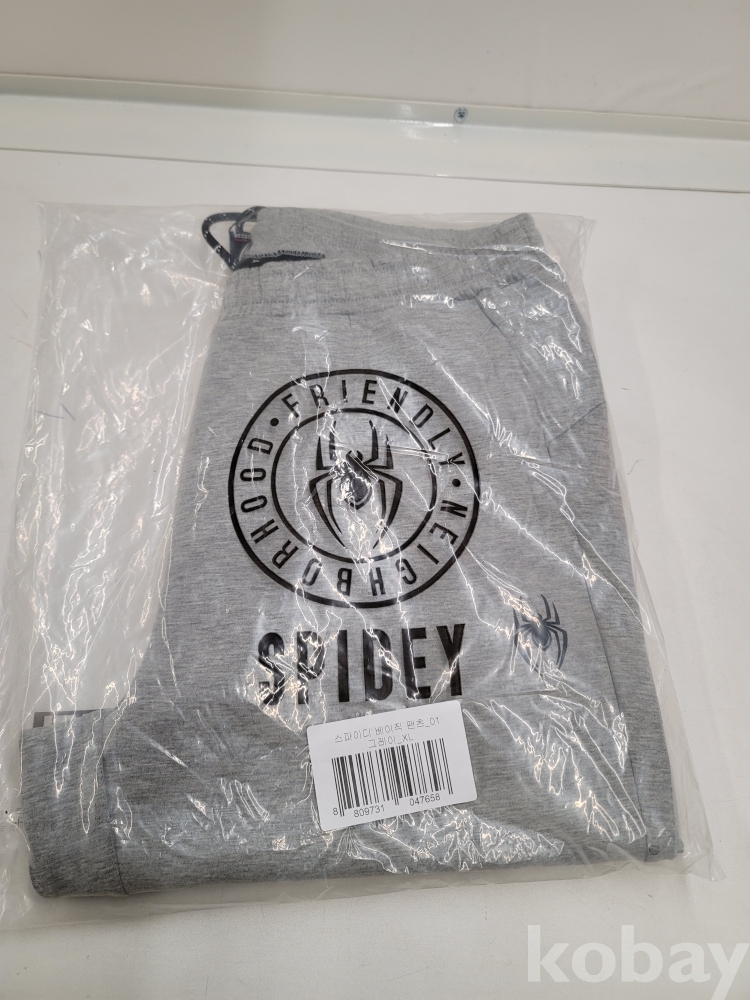 FRIENDLY • NEIGHBORHOOD •
SPIDEY
스파이디 베이직 팬츠_01
그레이_XL
8 809731 047658
kobay